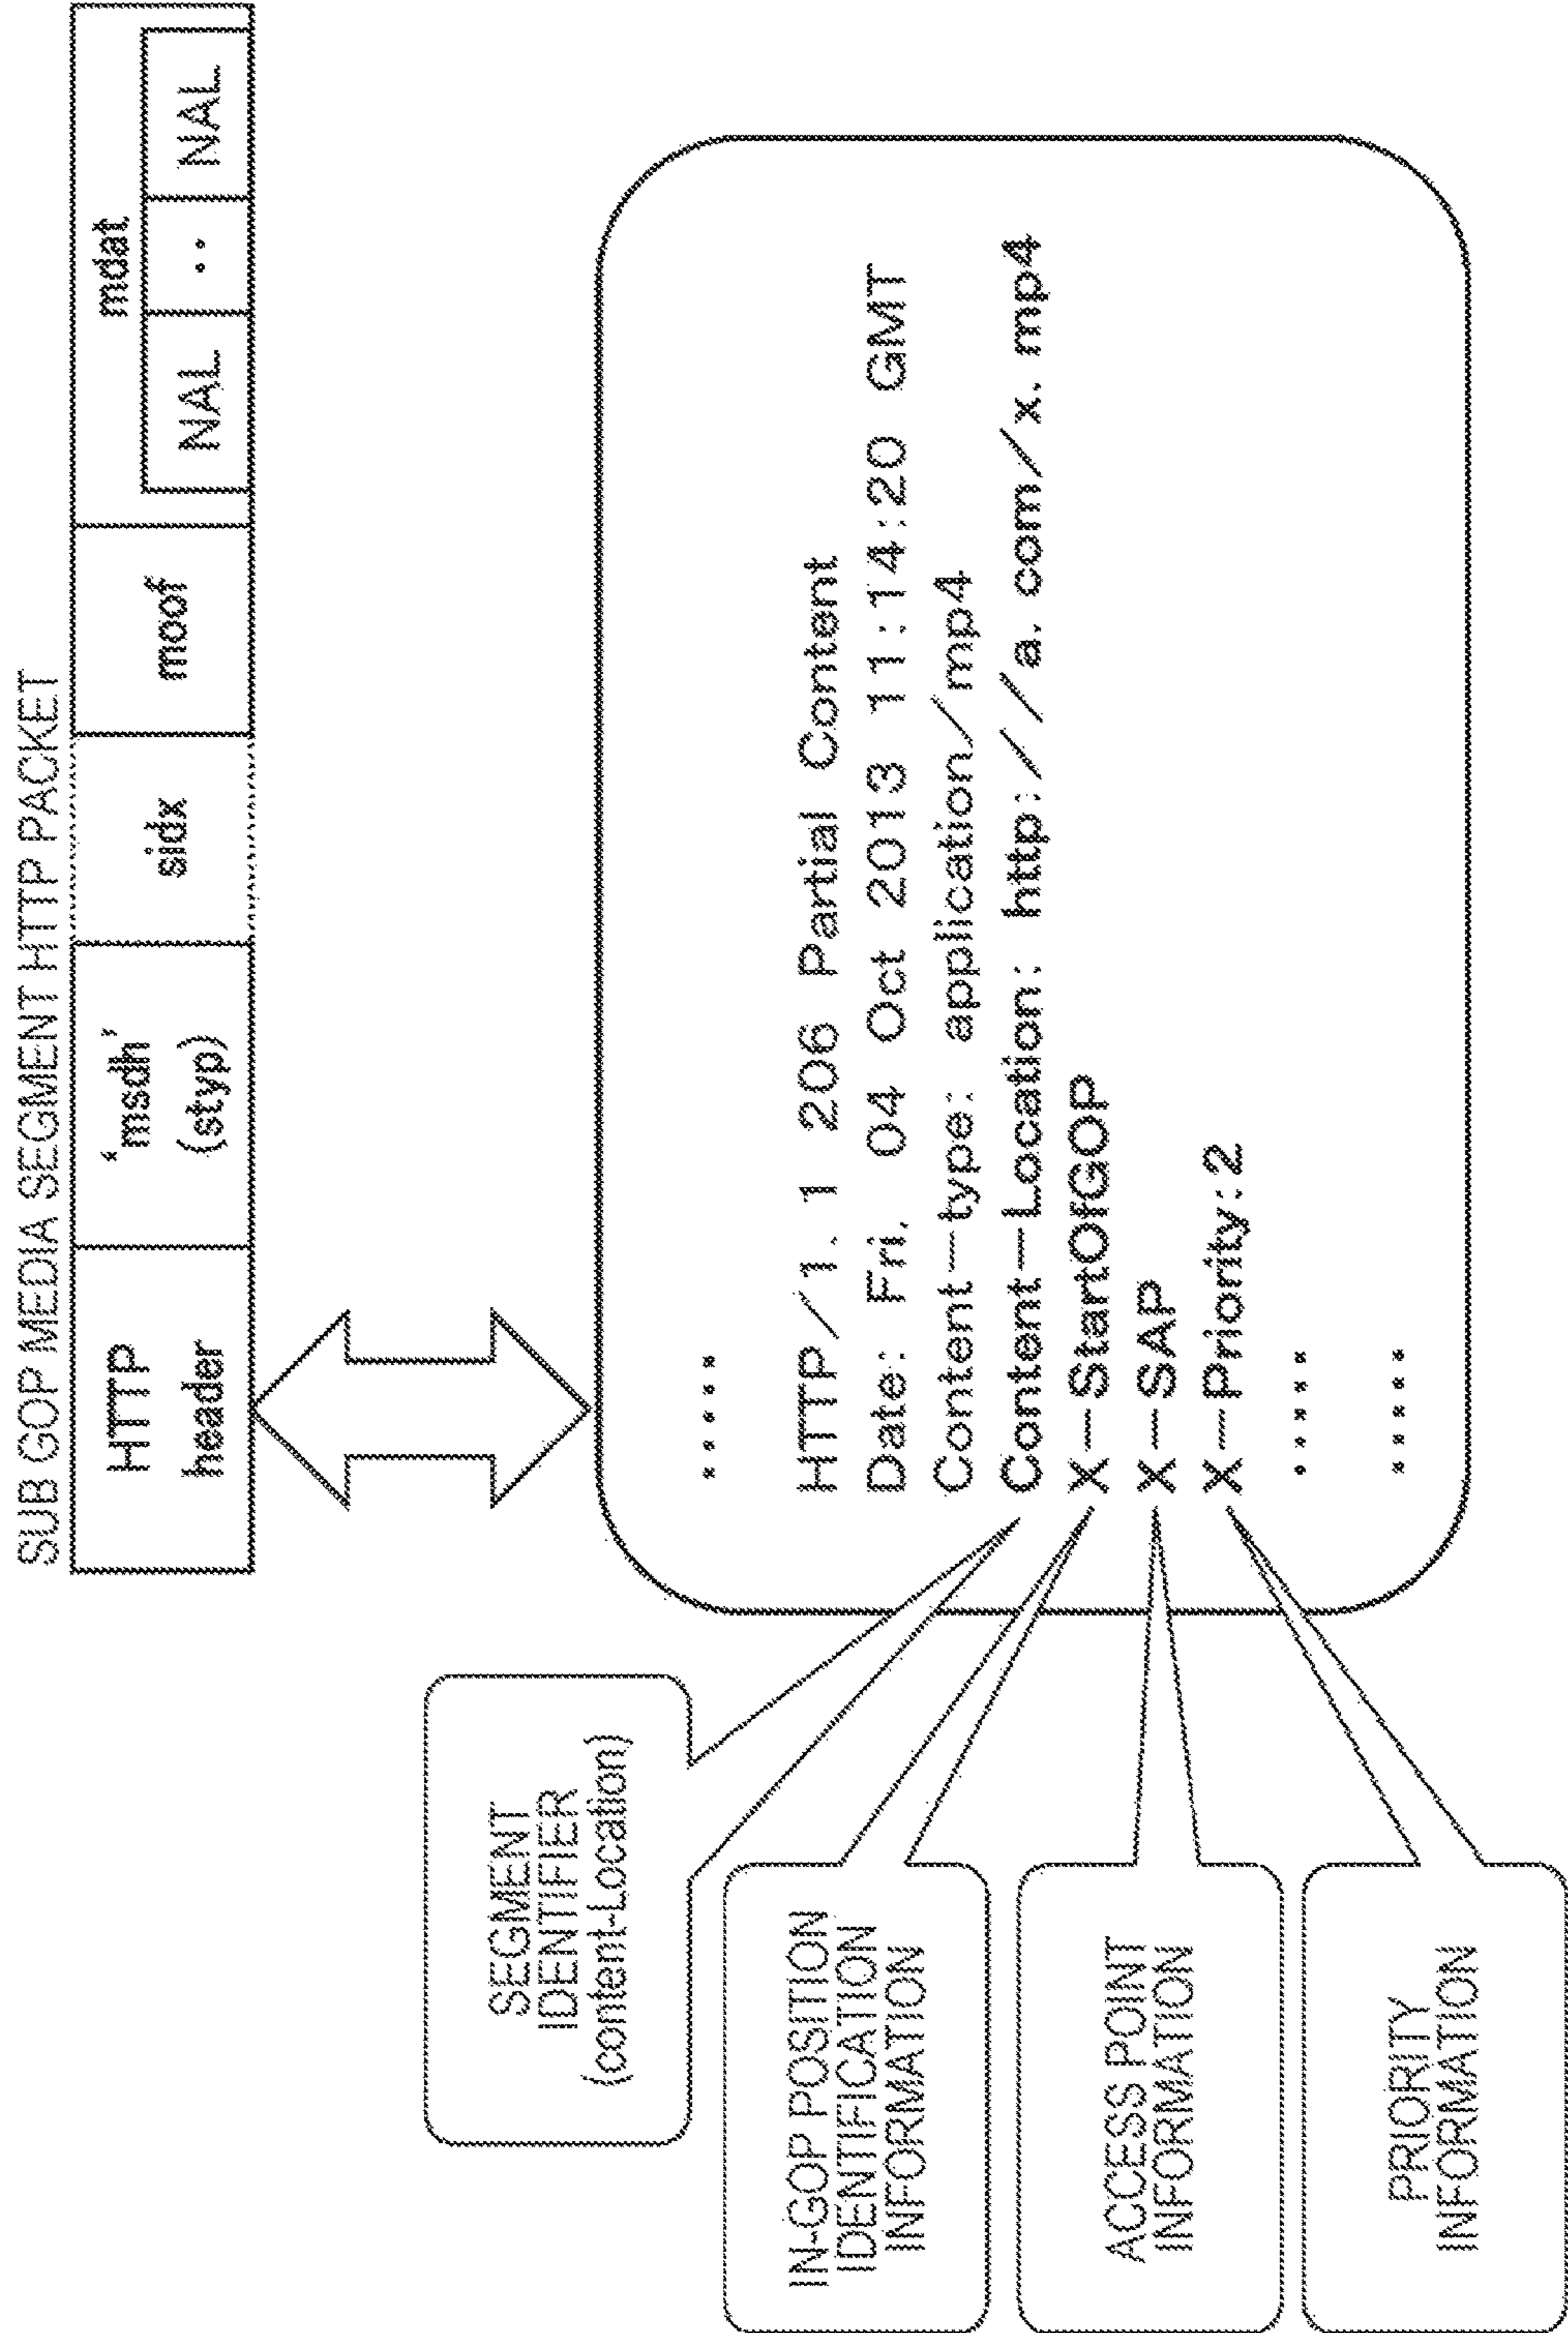 SUB GOP MEDIA SEGMENT HTTP PACKET
HTTP
header
‘msdh’
(styp)
sidx
moof
mdat
NAL
..
NAL
.....
HTTP/1.1 206 Partial Content
Date: Fri. 04 Oct 2013 11:14:20 GMT
Content-type: application/mp4
Content-Location: http://a.com/x.mp4
X-StartOfGOP
X-SAP
X-Priority:2
.....
.....
SEGMENT
IDENTIFIER
(content-Location)
IN-GOP POSITION
IDENTIFICATION
INFORMATION
ACCESS POINT
INFORMATION
PRIORITY
INFORMATION